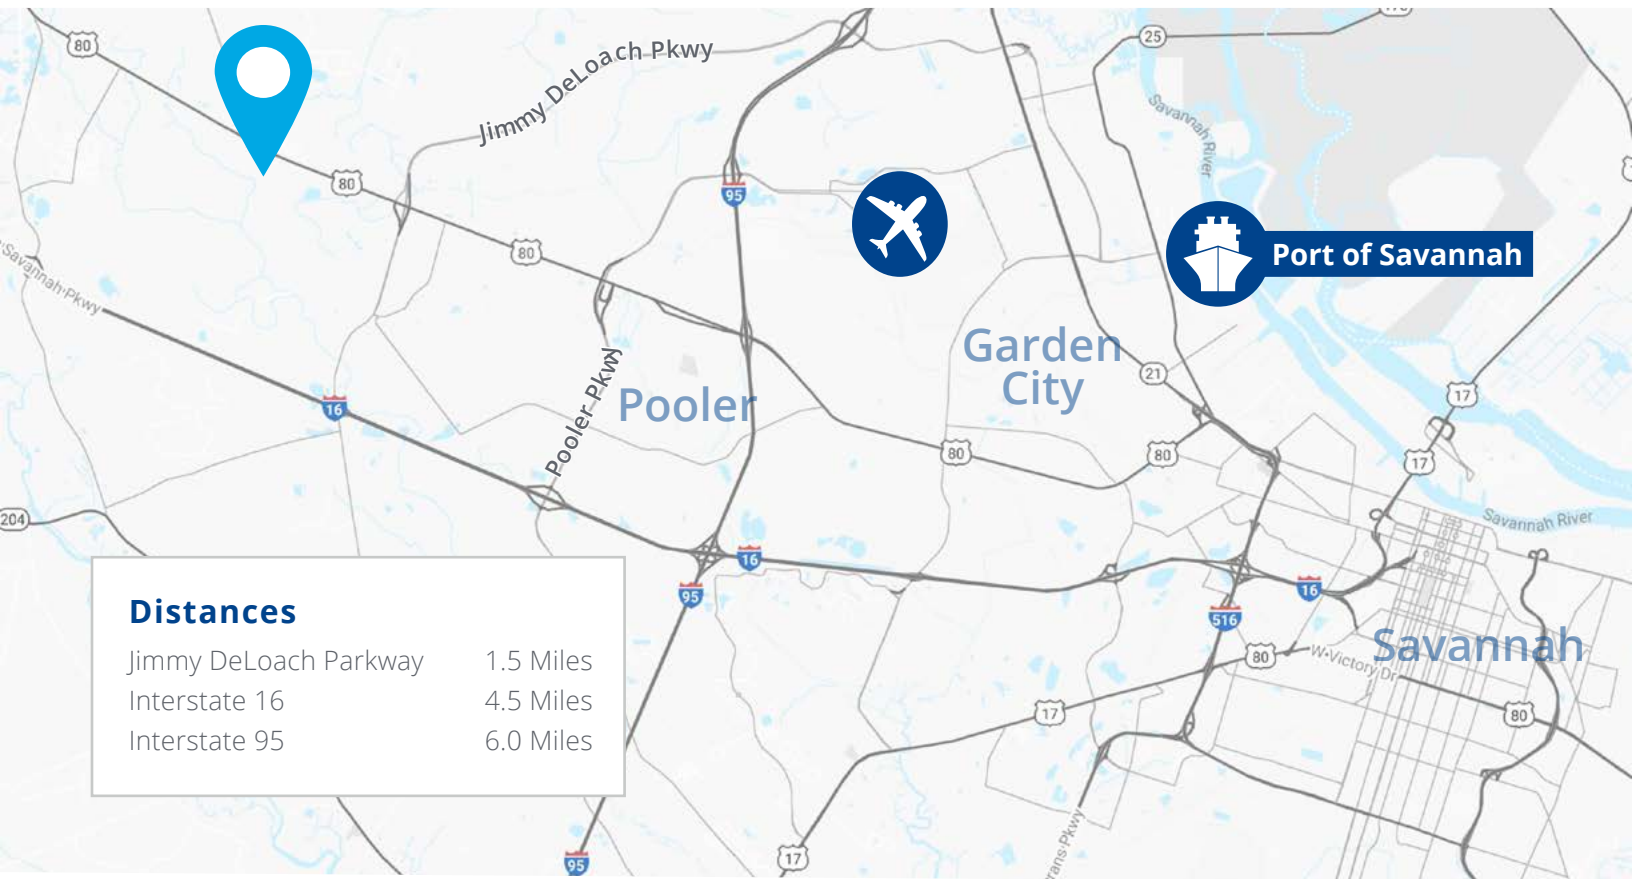 80
25
Jimmy DeLoach Pkwy
Savannah River
80
95
80
Port of Savannah
Savannah Pkwy
Garden
City
21
Pooler Pkwy
Pooler
17
16
80
80
17
204
Savannah River
16
95
16
516
Distances
Jimmy DeLoach Parkway 1.5 Miles
Interstate 16 4.5 Miles
Interstate 95 6.0 Miles
80
W Victory Dr
Savannah
17
80
17
95